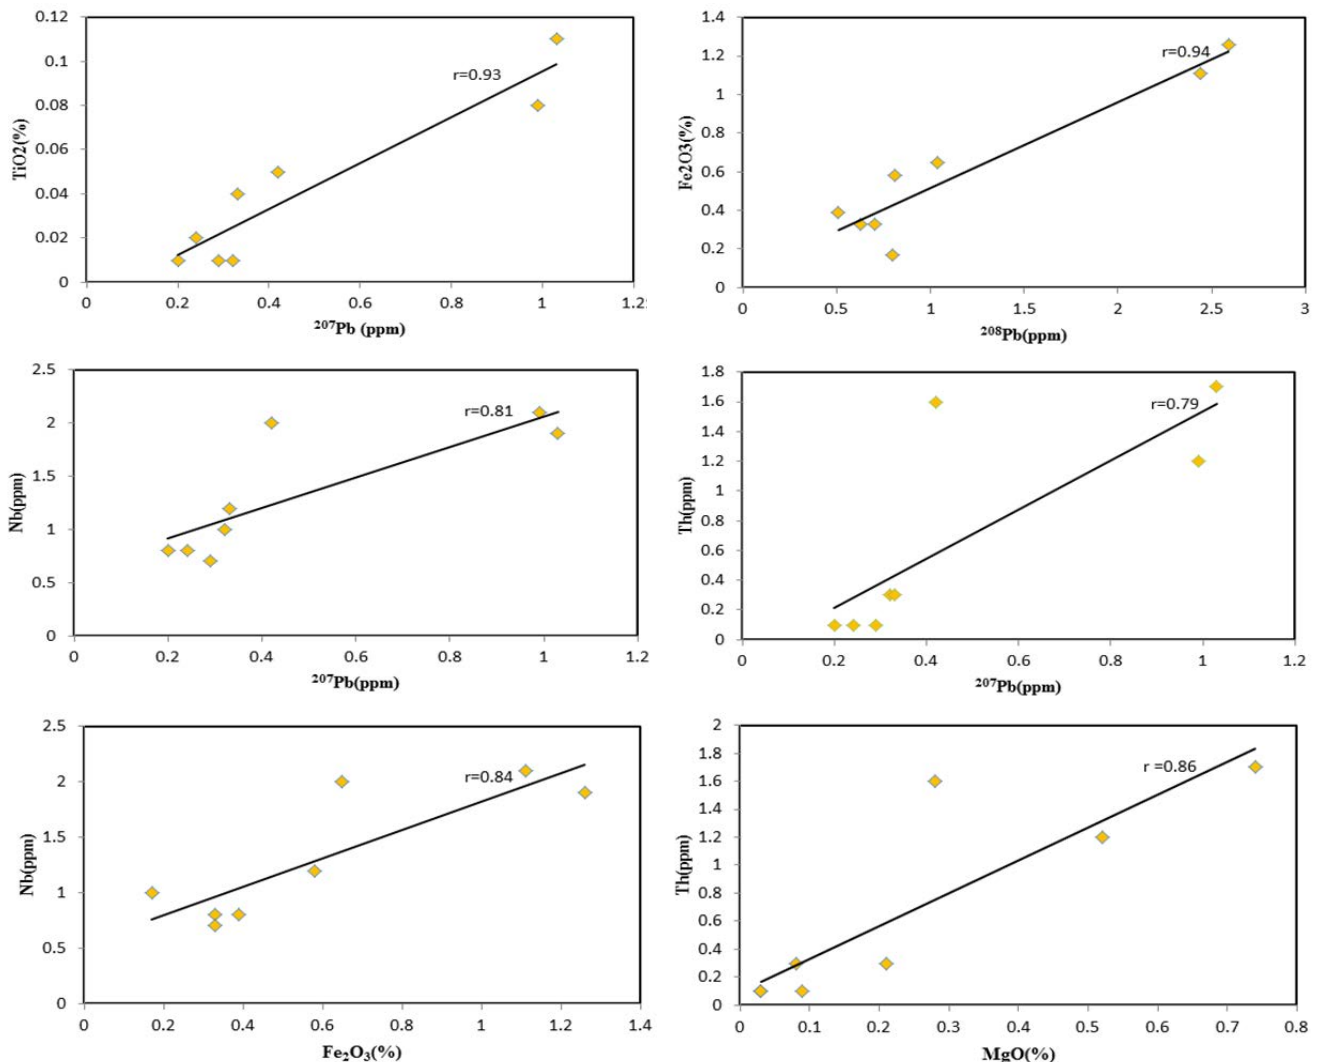 0.12
0.1
0.08
0.06
0.04
0.02
0
TiO2(%)
r=0.93
0 0.2 0.4 0.6 0.8 1 1.2
²⁰⁷Pb (ppm)
1.4
1.2
1
0.8
0.6
0.4
0.2
0
Fe2O3(%)
r=0.94
0 0.5 1 1.5 2 2.5 3
²⁰⁸Pb(ppm)
2.5
2
1.5
1
0.5
0
Nb(ppm)
r=0.81
0 0.2 0.4 0.6 0.8 1 1.2
²⁰⁷Pb(ppm)
1.8
1.6
1.4
1.2
1
0.8
0.6
0.4
0.2
0
Th(ppm)
r=0.79
0 0.2 0.4 0.6 0.8 1 1.2
²⁰⁷Pb(ppm)
2.5
2
1.5
1
0.5
0
Nb(ppm)
r=0.84
0 0.2 0.4 0.6 0.8 1 1.2 1.4
Fe₂O₃(%)
2
1.8
1.6
1.4
1.2
1
0.8
0.6
0.4
0.2
0
Th(ppm)
r =0.86
0 0.1 0.2 0.3 0.4 0.5 0.6 0.7 0.8
MgO(%)